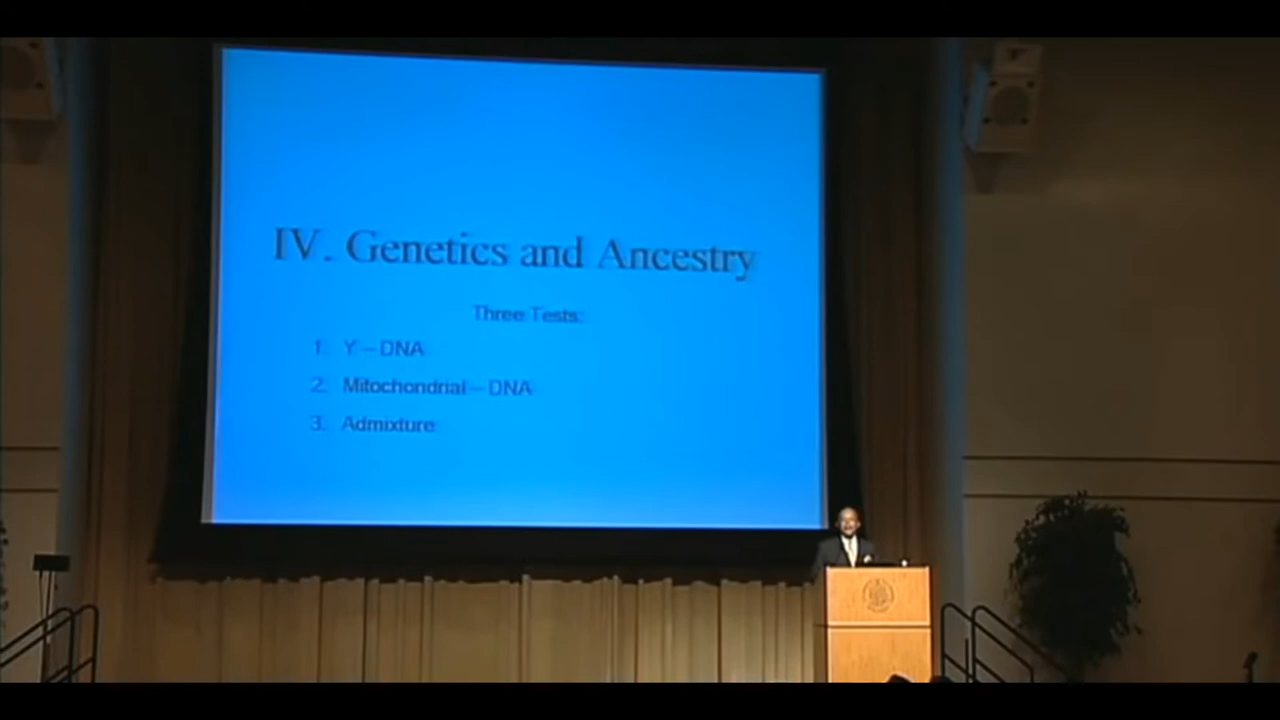 IV. Genetics and Ancestry
Three Tests:
1. Y – DNA
2. Mitochondrial – DNA
3. Admixture